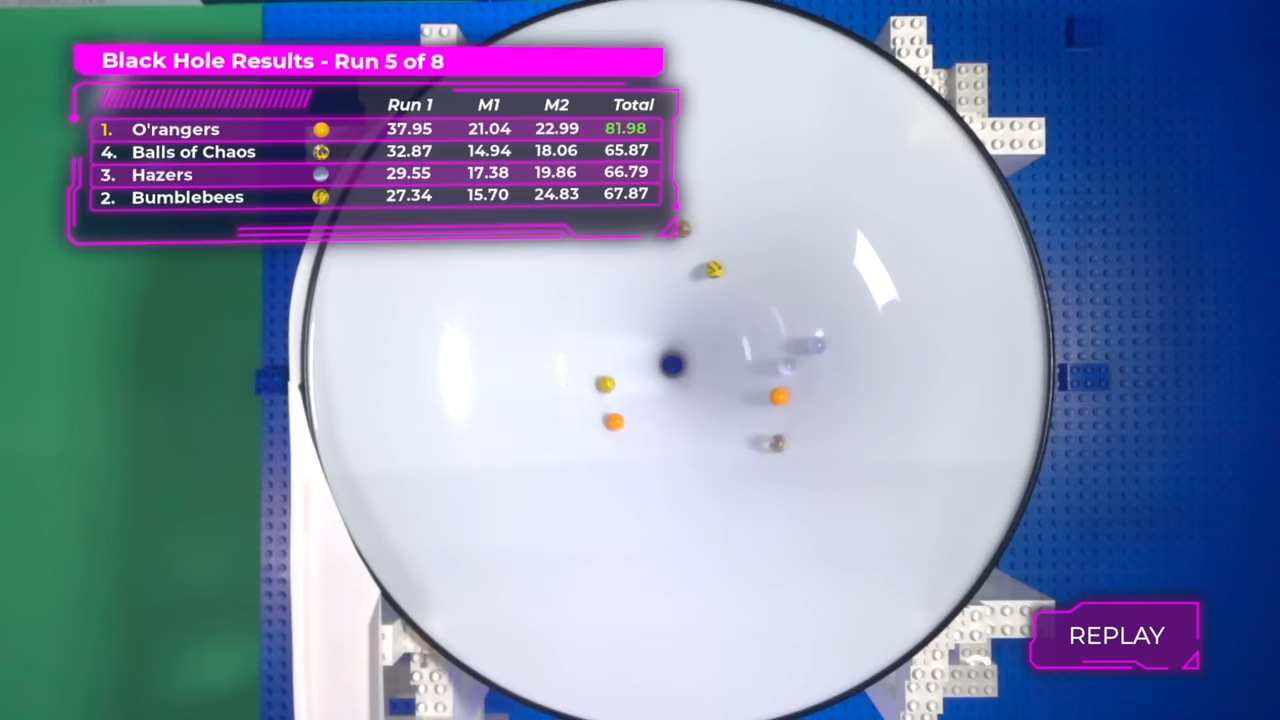 Black Hole Results - Run 5 of 8
Run 1 M1 M2 Total
1. O'rangers 37.95 21.04 22.99 81.98
4. Balls of Chaos 32.87 14.94 18.06 65.87
3. Hazers 29.55 17.38 19.86 66.79
2. Bumblebees 27.34 15.70 24.83 67.87
REPLAY